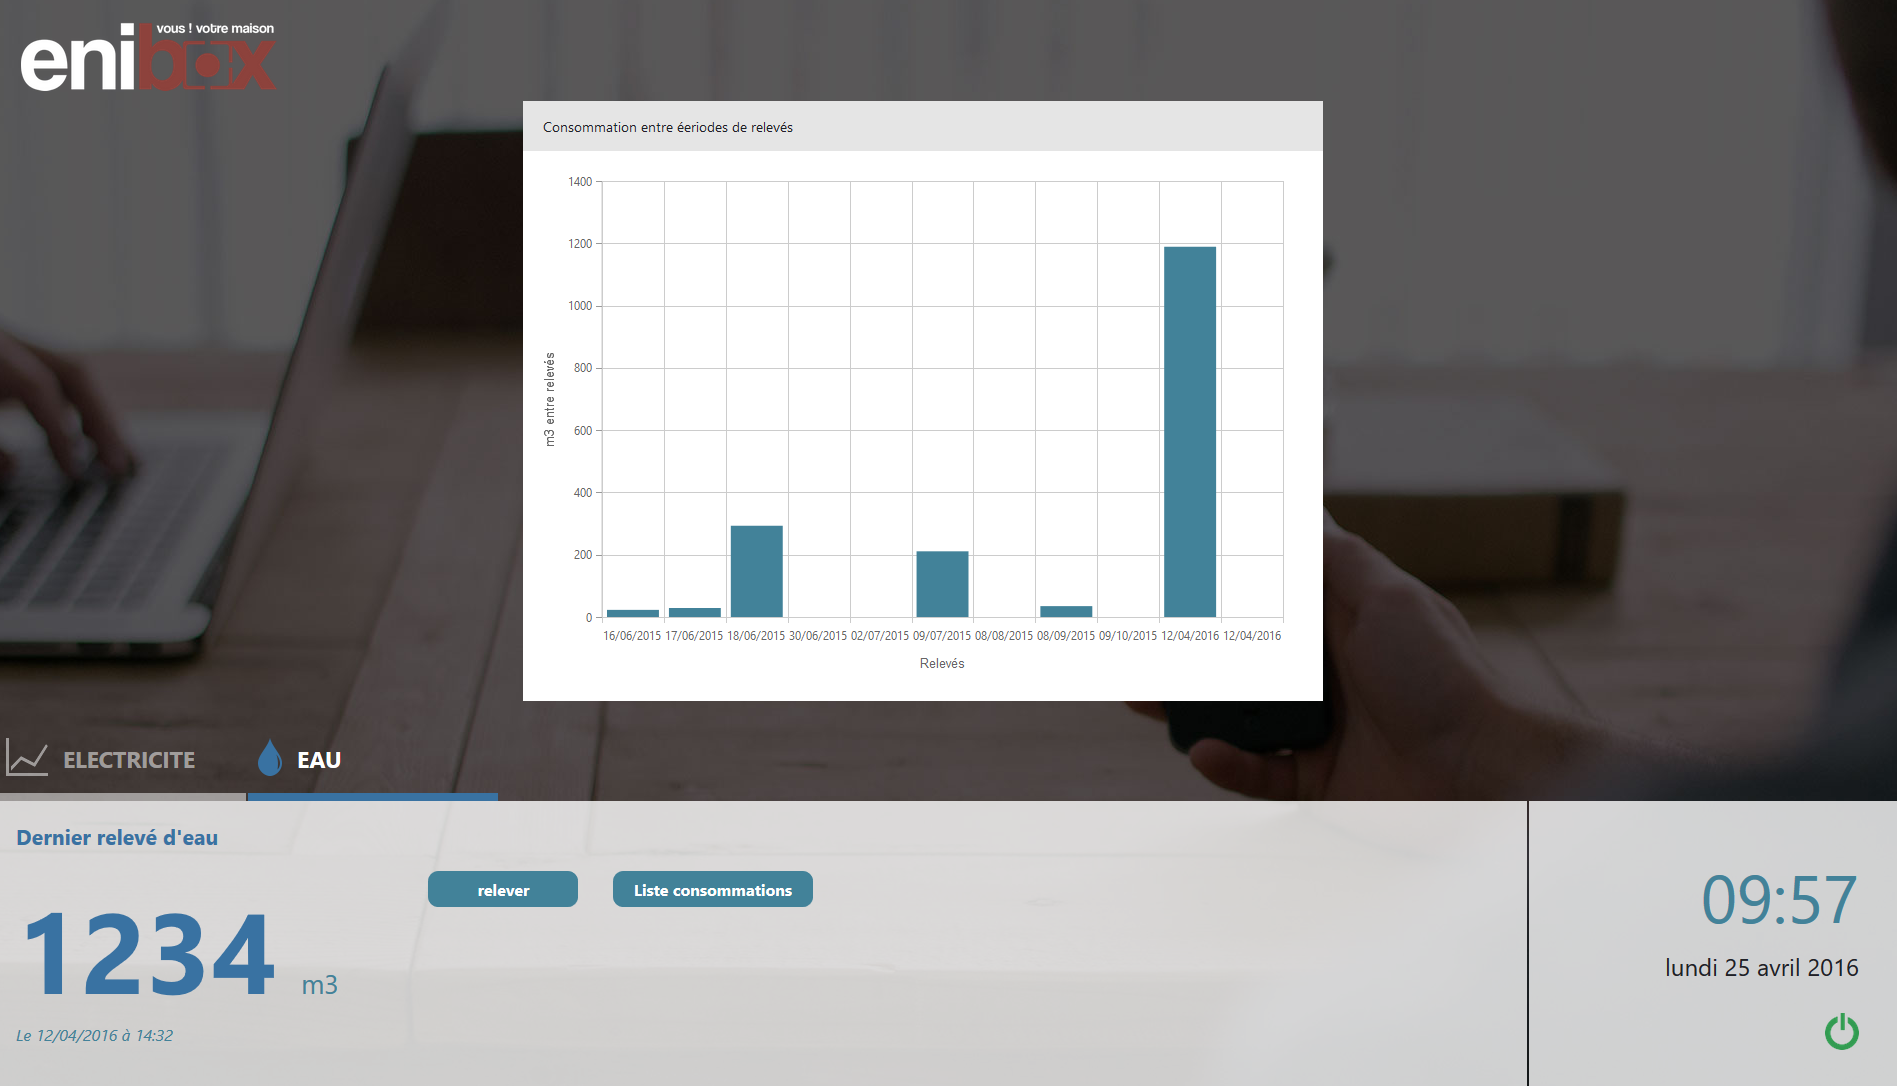 vous ! votre maison
enibox
Consommation entre éeriodes de relevés
1400
1200
1000
800
600
400
200
0
m3 entre relevés
16/06/2015 17/06/2015 18/06/2015 30/06/2015 02/07/2015 09/07/2015 08/08/2015 08/09/2015 09/10/2015 12/04/2016 12/04/2016
Relevés
ELECTRICITE
EAU
Dernier relevé d'eau
relever
Liste consommations
1234 m3
Le 12/04/2016 à 14:32
09:57
lundi 25 avril 2016